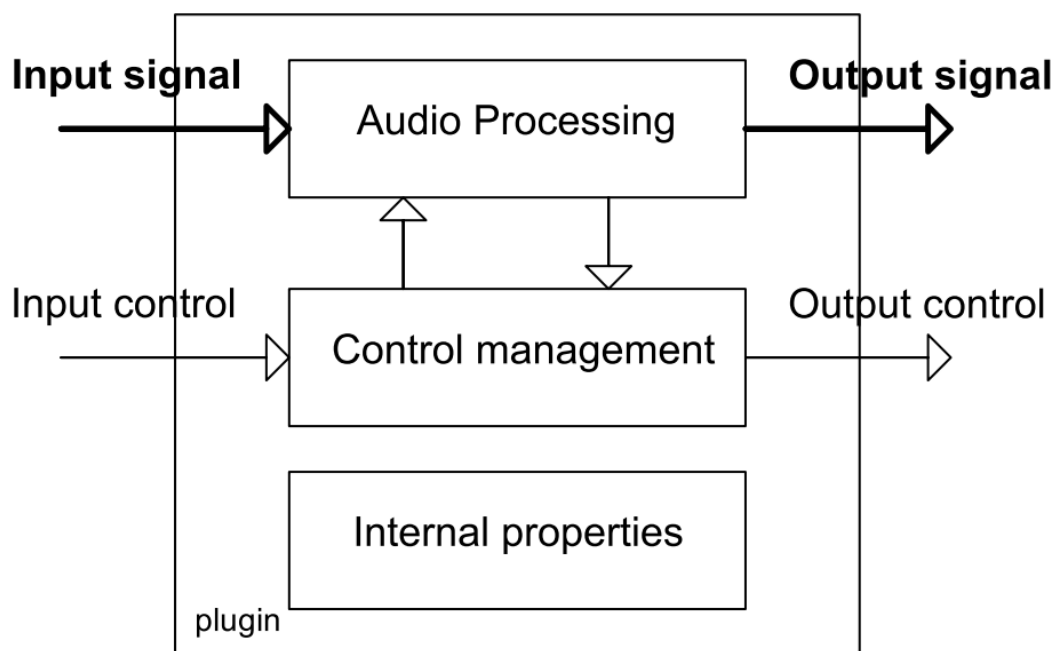 Input signal
Output signal
Audio Processing
Input control
Output control
Control management
Internal properties
plugin